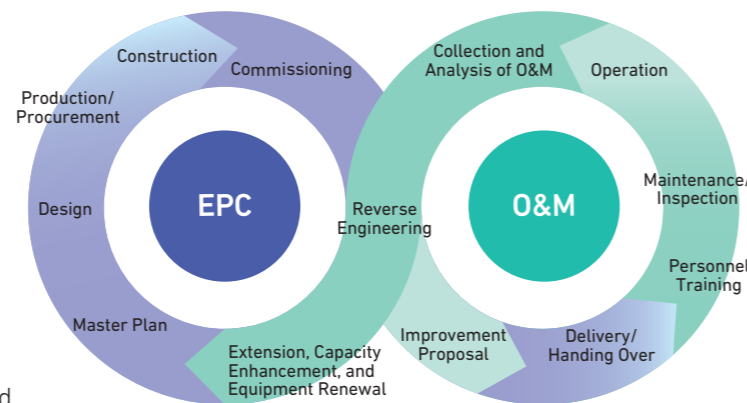 Construction
Commissioning
Production/
Procurement
EPC
Design
Master Plan
Collection and
Analysis of O&M
Operation
Maintenance/
Inspection
O&M
Reverse
Engineering
Personnel
Training
Improvement
Proposal
Delivery/
Handing Over
Extension, Capacity
Enhancement, and
Equipment Renewal